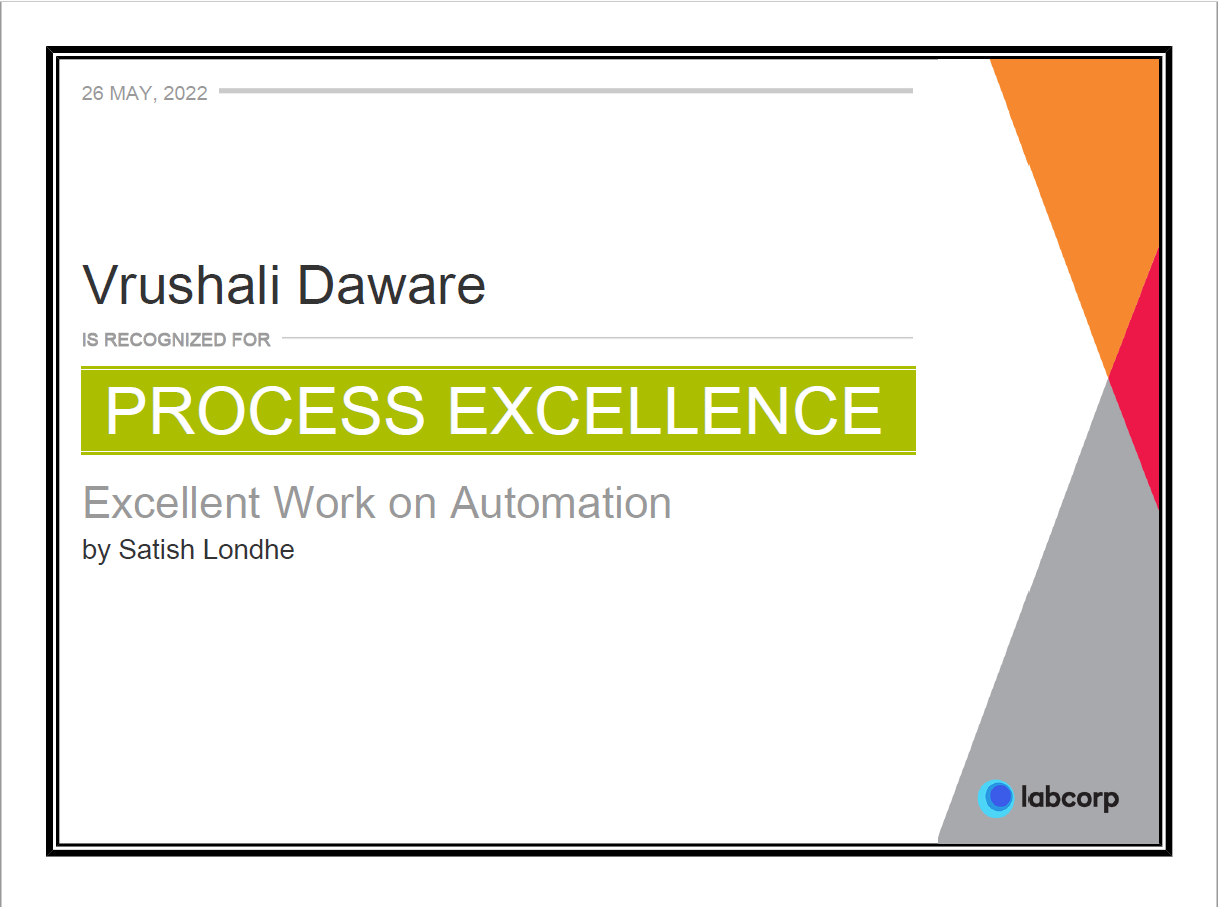 26 MAY, 2022
Vrushali Daware
IS RECOGNIZED FOR
PROCESS EXCELLENCE
Excellent Work on Automation
by Satish Londhe
labcorp